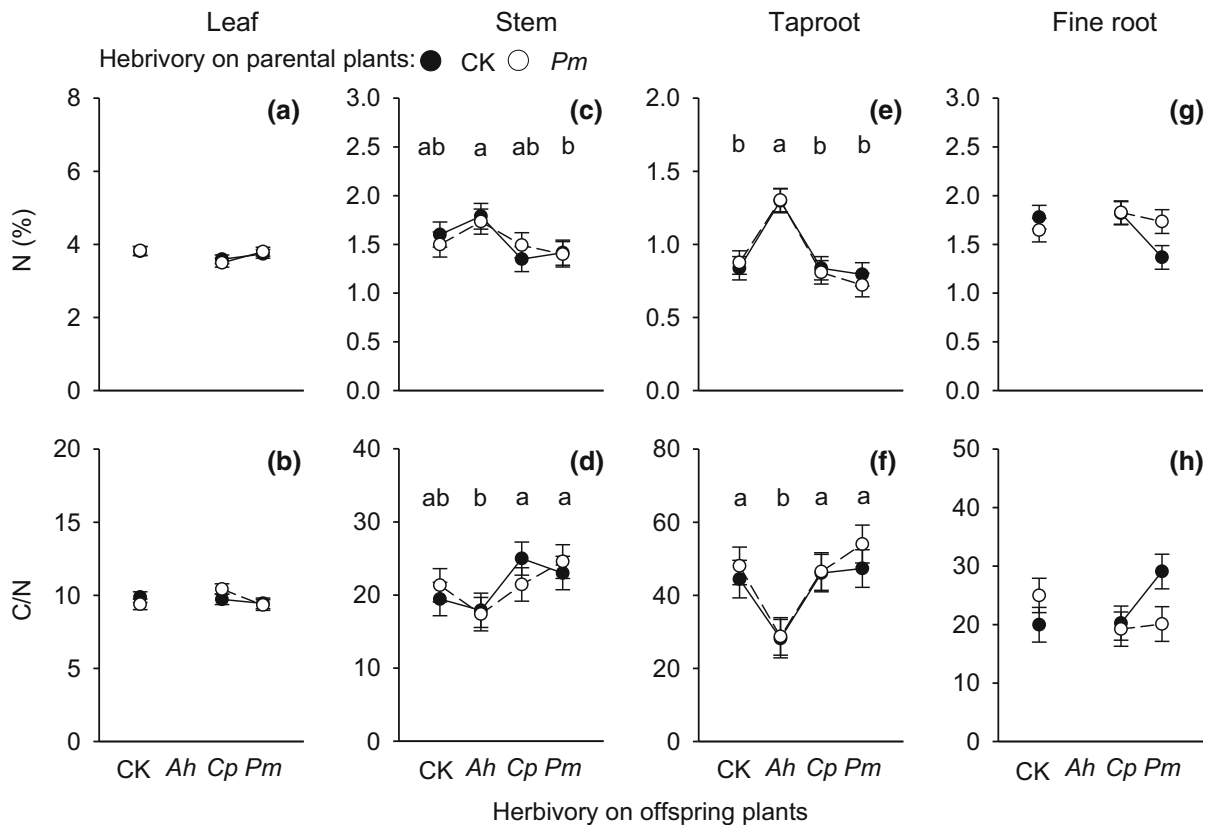 Leaf Stem Taproot Fine root
Hebrivory on parental plants: CK Pm
(a) (c) (e) (g)
8 3.0 2.0 3.0
ab a ab b b a b b
2.5 2.5
6 1.5
2.0 2.0
N (%) 4 1.5 1.0 1.5
1.0 1.0
2 0.5
0.5 0.5
0 0.0 0.0 0.0
(b) (d) (f) (h)
20 40 80 50
ab b a a a b a a
15 30 60 40
30
C/N 10 20 40
20
5 10 20 10
0 0 0 0
CK Ah Cp Pm CK Ah Cp Pm CK Ah Cp Pm CK Ah Cp Pm
Herbivory on offspring plants